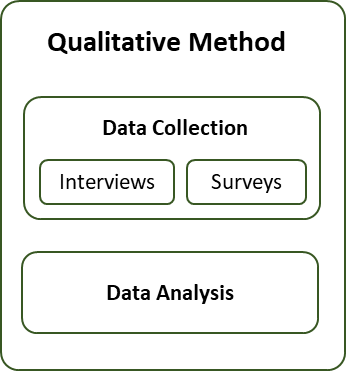 Qualitative Method
Data Collection
Interviews
Surveys
Data Analysis